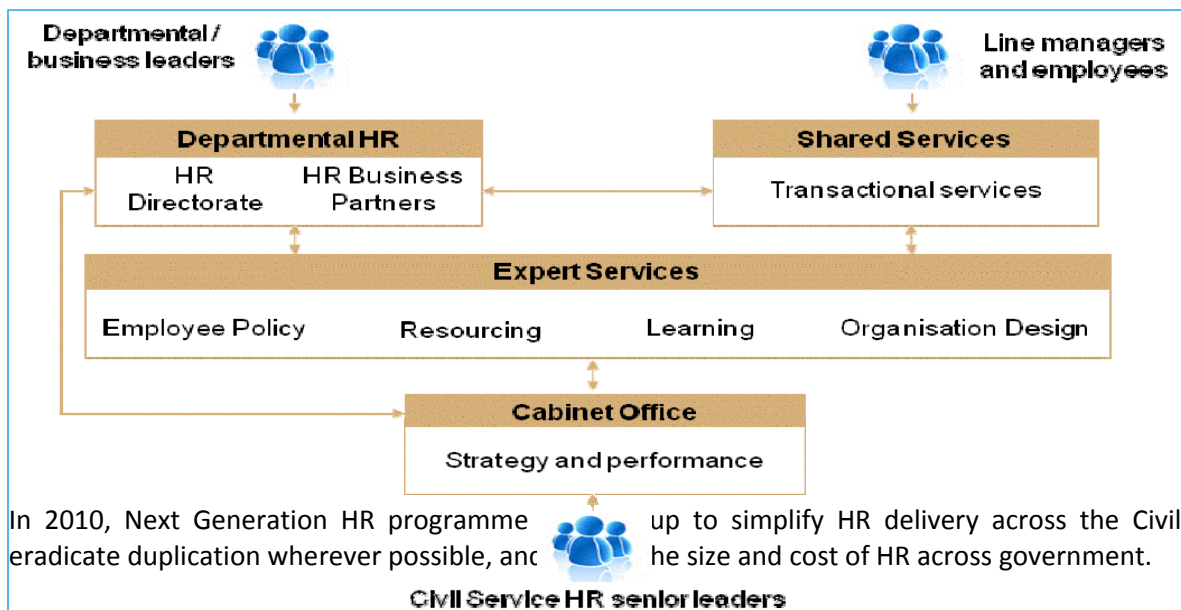 Departmental /
business leaders
Line managers
and employees
Departmental HR
HR
Directorate
HR Business
Partners
Shared Services
Transactional services
Expert Services
Employee Policy
Resourcing
Learning
Organisation Design
Cabinet Office
Strategy and performance
In 2010, Next Generation HR programme up to simplify HR delivery across the Civil
eradicate duplication wherever possible, and the size and cost of HR across government.
Civil Service HR senior leaders